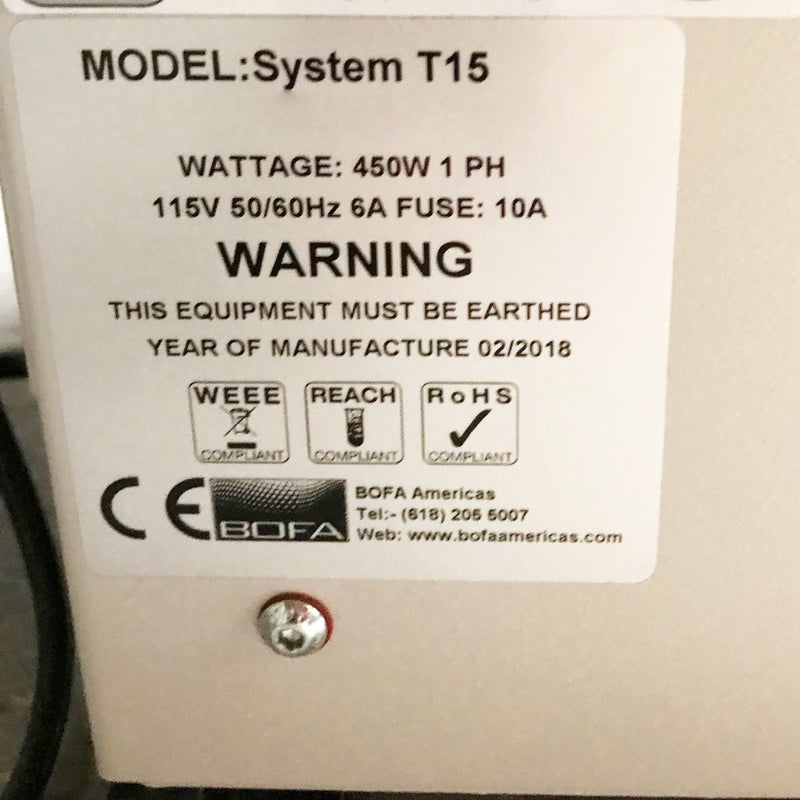 MODEL:System T15
WATTAGE: 450W 1 PH
115V 50/60Hz 6A FUSE: 10A
WARNING
THIS EQUIPMENT MUST BE EARTHED
YEAR OF MANUFACTURE 02/2018
WEEE REACH RoHS
COMPLIANT COMPLIANT COMPLIANT
CE BOFA
BOFA Americas
Tel:- (618) 205 5007
Web: www.bofaamericas.com